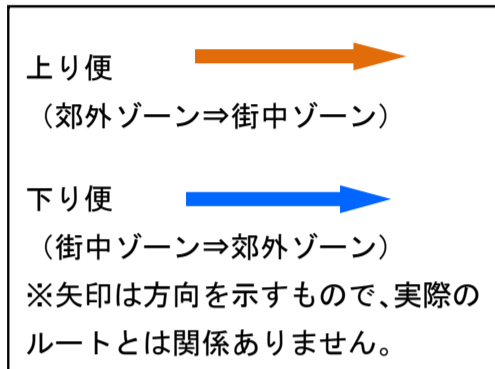 上り便
（郊外ゾーン⇒街中ゾーン）
下り便
（街中ゾーン⇒郊外ゾーン）
※矢印は方向を示すもので、実際の
ルートとは関係ありません。